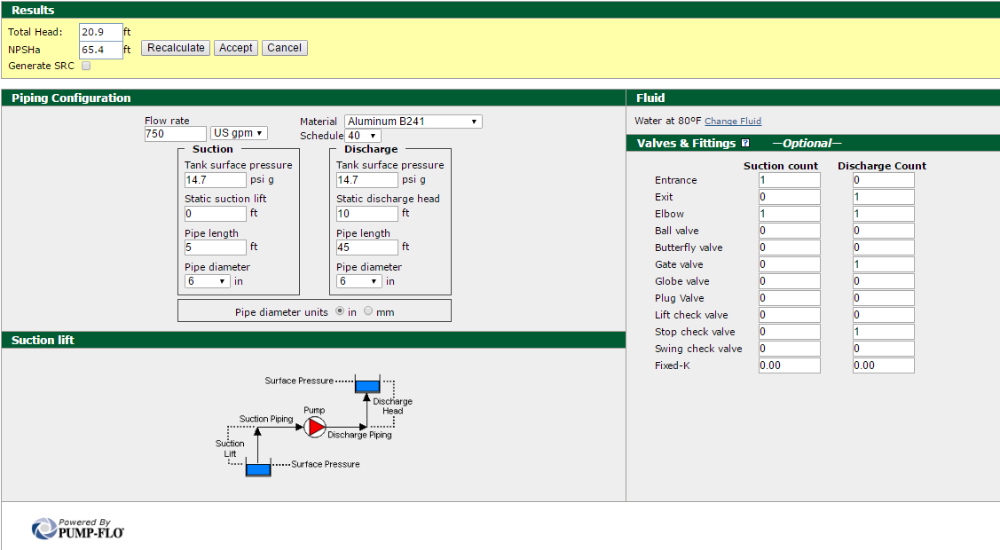 Results
Total Head: 20.9 ft
NPSHa 65.4 ft Recalculate Accept Cancel
Generate SRC
Piping Configuration
Flow rate
750 US gpm
Material Aluminum B241
Schedule 40
Suction
Tank surface pressure
14.7 psi g
Static suction lift
0 ft
Pipe length
5 ft
Pipe diameter
6 in
Discharge
Tank surface pressure
14.7 psi g
Static discharge head
10 ft
Pipe length
45 ft
Pipe diameter
6 in
Pipe diameter units in mm
Fluid
Water at 80ºF Change Fluid
Valves & Fittings ? —Optional—
Suction count Discharge Count
Entrance 1 0
Exit 0 1
Elbow 1 1
Ball valve 0 0
Butterfly valve 0 0
Gate valve 0 1
Globe valve 0 0
Plug Valve 0 0
Lift check valve 0 0
Stop check valve 0 1
Swing check valve 0 0
Fixed-K 0.00 0.00
Suction lift
Surface Pressure
Discharge
Head
Pump
Suction Piping
Discharge Piping
Suction
Lift
Surface Pressure
Powered By
PUMP-FLO